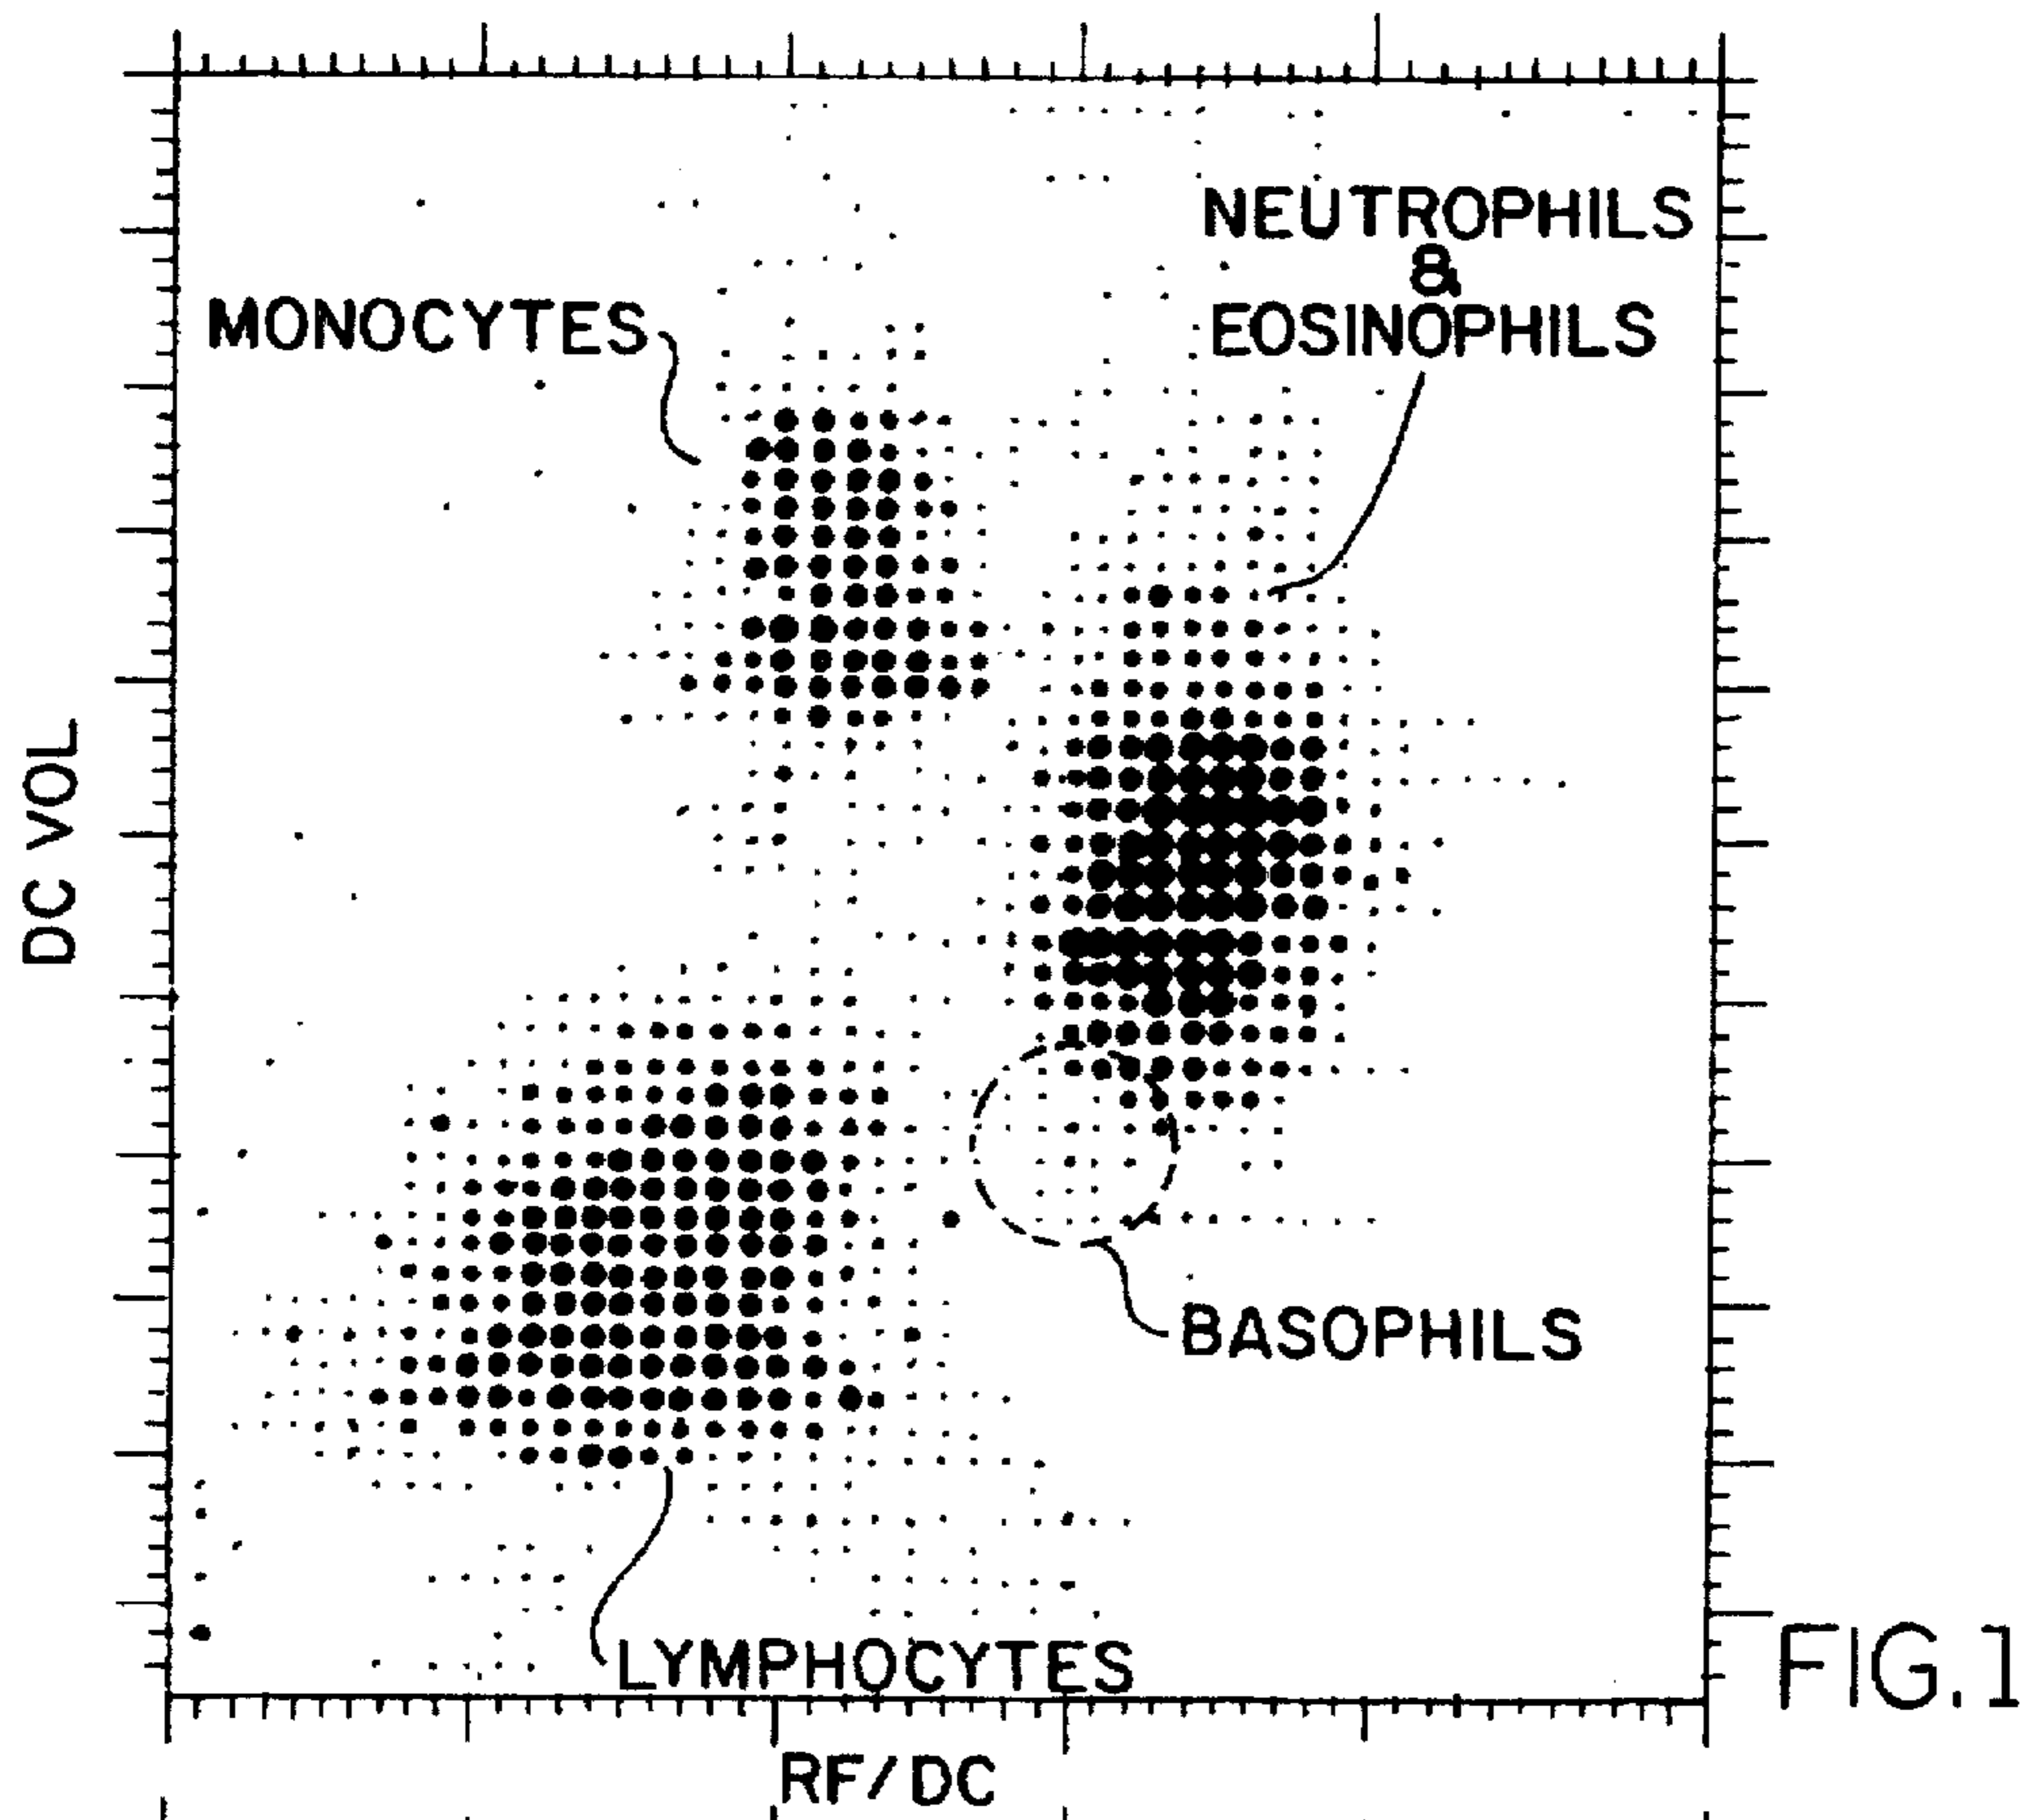 NEUTROPHILS
&
EOSINOPHILS
MONOCYTES
DC VOL
BASOPHILS
LYMPHOCYTES
FIG.1
RF/DC